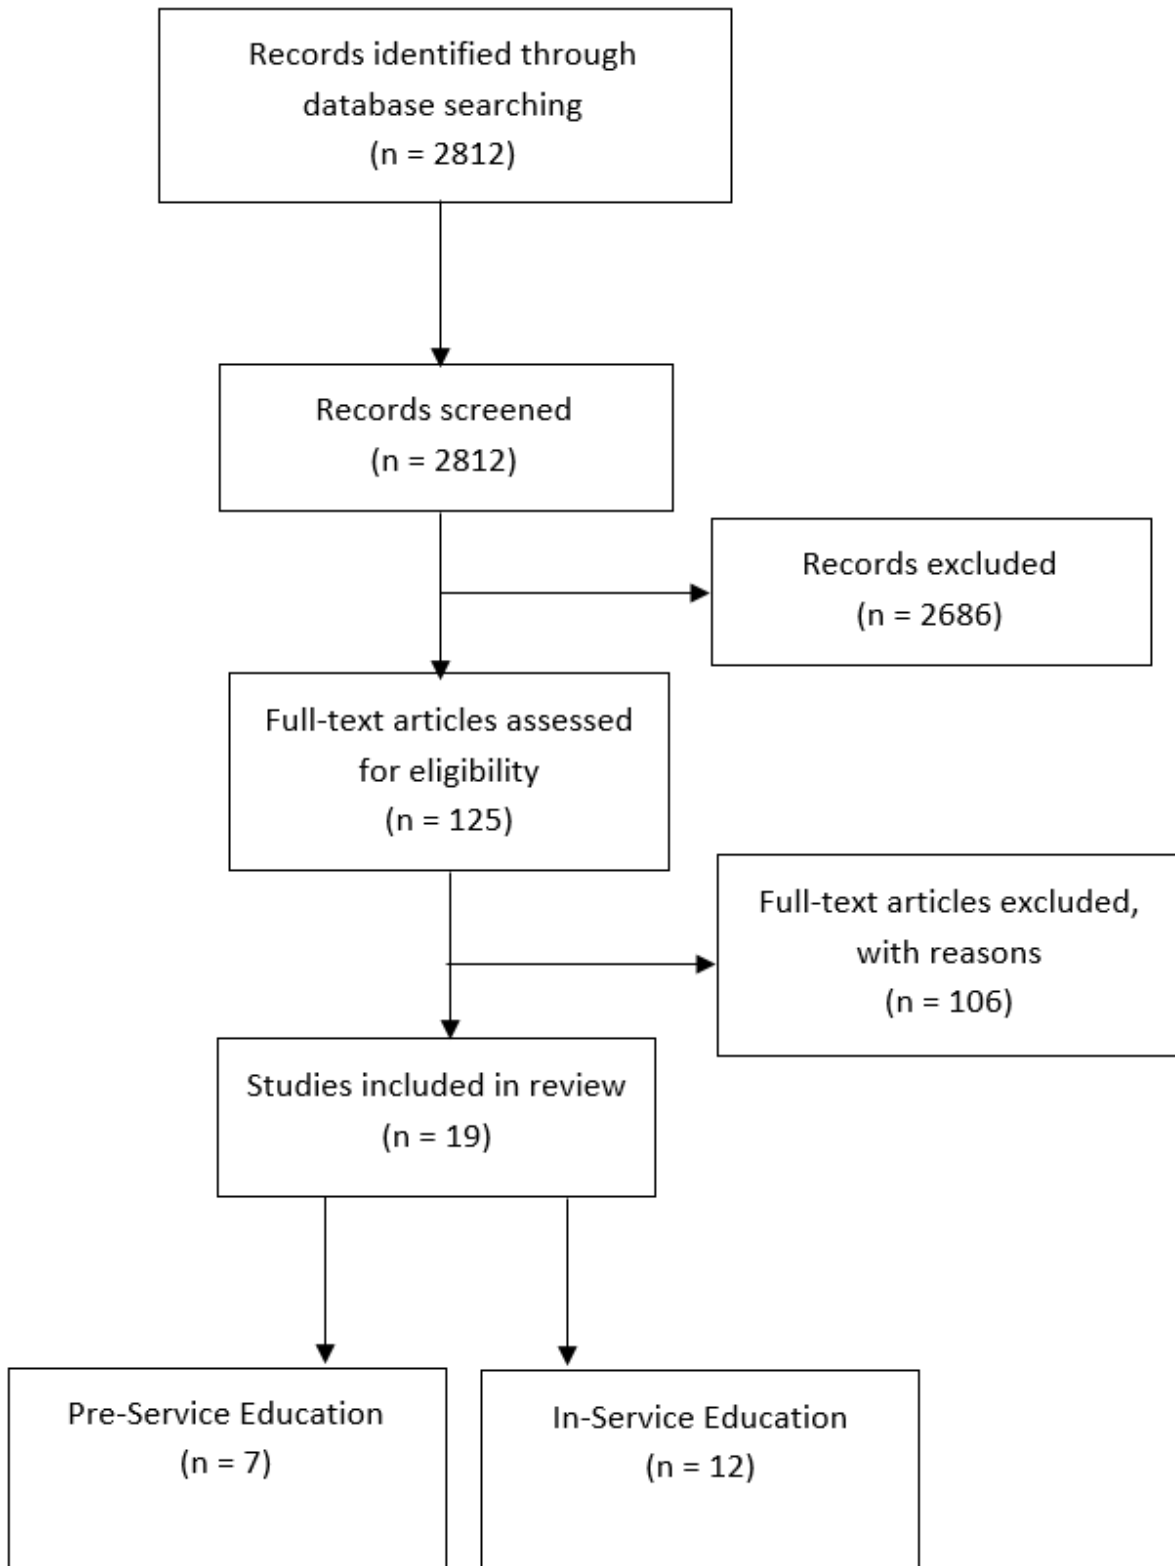 Records identified through
database searching
(n = 2812)
Records screened
(n = 2812)
Records excluded
(n = 2686)
Full-text articles assessed
for eligibility
(n = 125)
Full-text articles excluded,
with reasons
(n = 106)
Studies included in review
(n = 19)
Pre-Service Education
(n = 7)
In-Service Education
(n = 12)